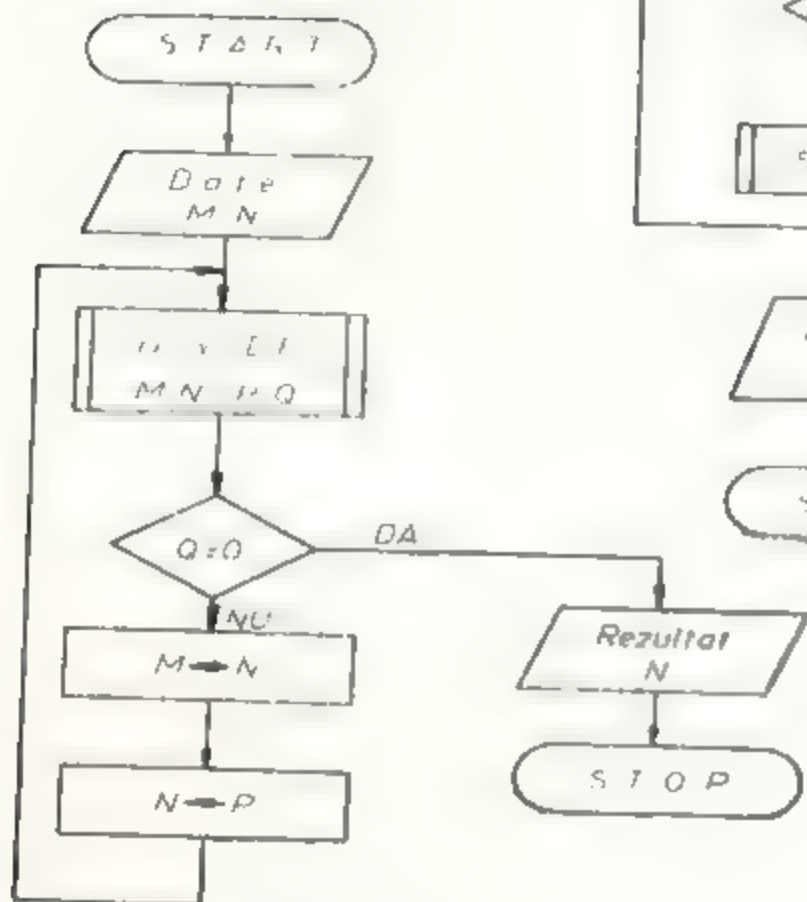 START
Date
M N
M N
Q=0
DA
NU
M ← N
N ← P
Rezultat
N
STOP